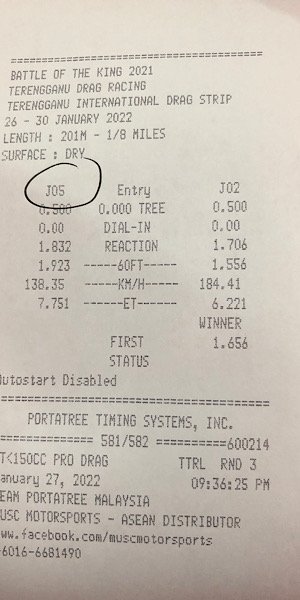 BATTLE OF THE KING 2021
TERENGGANU DRAG RACING
TERENGGANU INTERNATIONAL DRAG STRIP
26 - 30 JANUARY 2022
LENGTH : 201M - 1/8 MILES
SURFACE : DRY
J05 Entry J02
0.500 0.000 TREE 0.500
0.00 DIAL-IN 0.00
1.832 REACTION 1.706
1.923 -----60FT----- 1.556
138.35 -----KM/H----- 184.41
7.751 ------ET------ 6.221
WINNER
FIRST 1.656
STATUS
Autostart Disabled
PORTATREE TIMING SYSTEMS, INC.
============== 581/582 ==========600214
T<150CC PRO DRAG TTRL RND 3
anuary 27, 2022 09:36:25 PM
EAM PORTATREE MALAYSIA
USC MOTORSPORTS - ASEAN DISTRIBUTOR
ww.facebook.com/muscmotorsports
6016-6681490